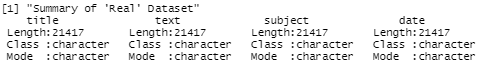 [1] "Summary of 'Real' Dataset"
    title               text             subject              date
 Length:21417       Length:21417       Length:21417       Length:21417
 Class :character   Class :character   Class :character   Class :character
 Mode  :character   Mode  :character   Mode  :character   Mode  :character